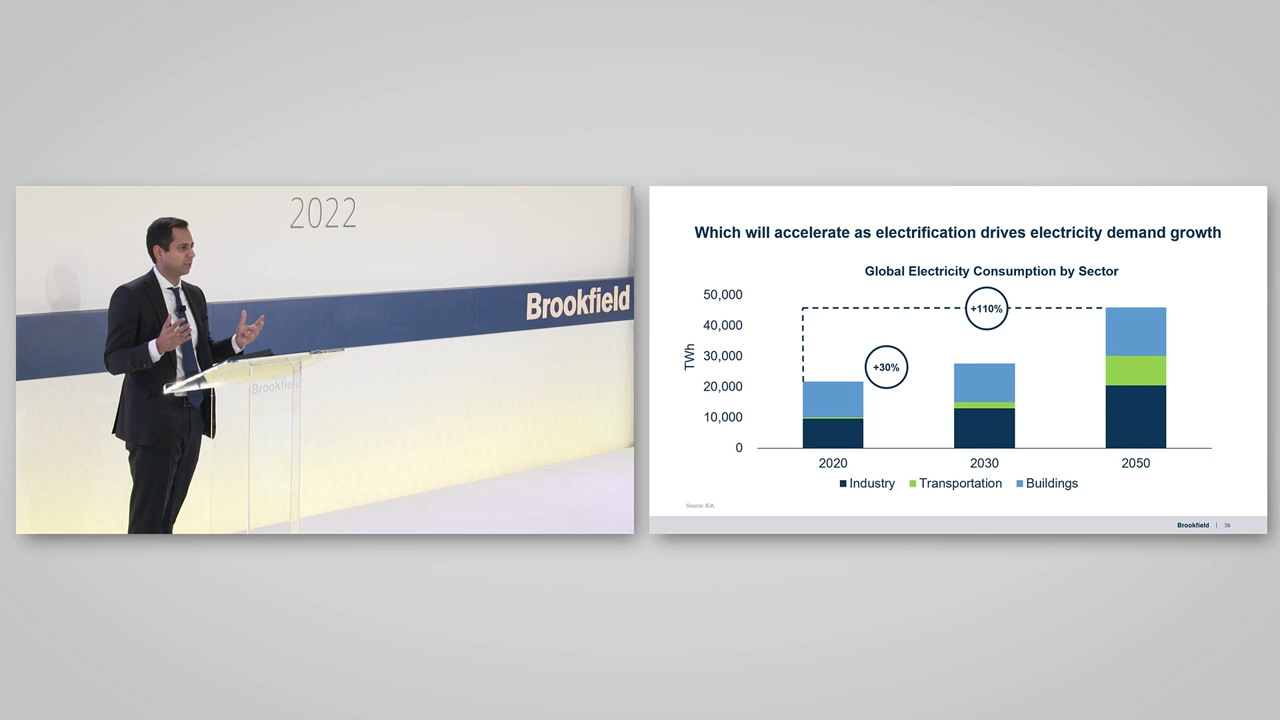 2022
Brookfield
Brookfield
Which will accelerate as electrification drives electricity demand growth
Global Electricity Consumption by Sector
TWh
50,000
40,000
30,000
20,000
10,000
0
+110%
+30%
2020 2030 2050
Industry Transportation Buildings
Source: IEA
Brookfield | 39